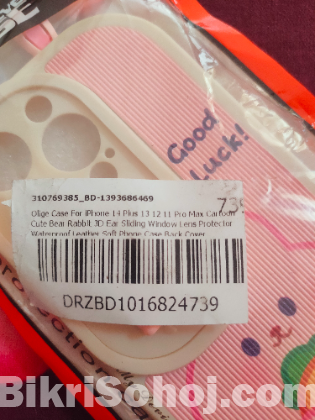 Good
Luck!
310769385_BD-1393686469
739
Olige Case For iPhone 14 Plus 13 12 11 Pro Max Cartoon
Cute Bear Rabbit 3D Ear Sliding Window Lens Protector
Waterproof Leather Soft Phone Case Back Cover
DRZBD1016824739
BikriSohoj.com